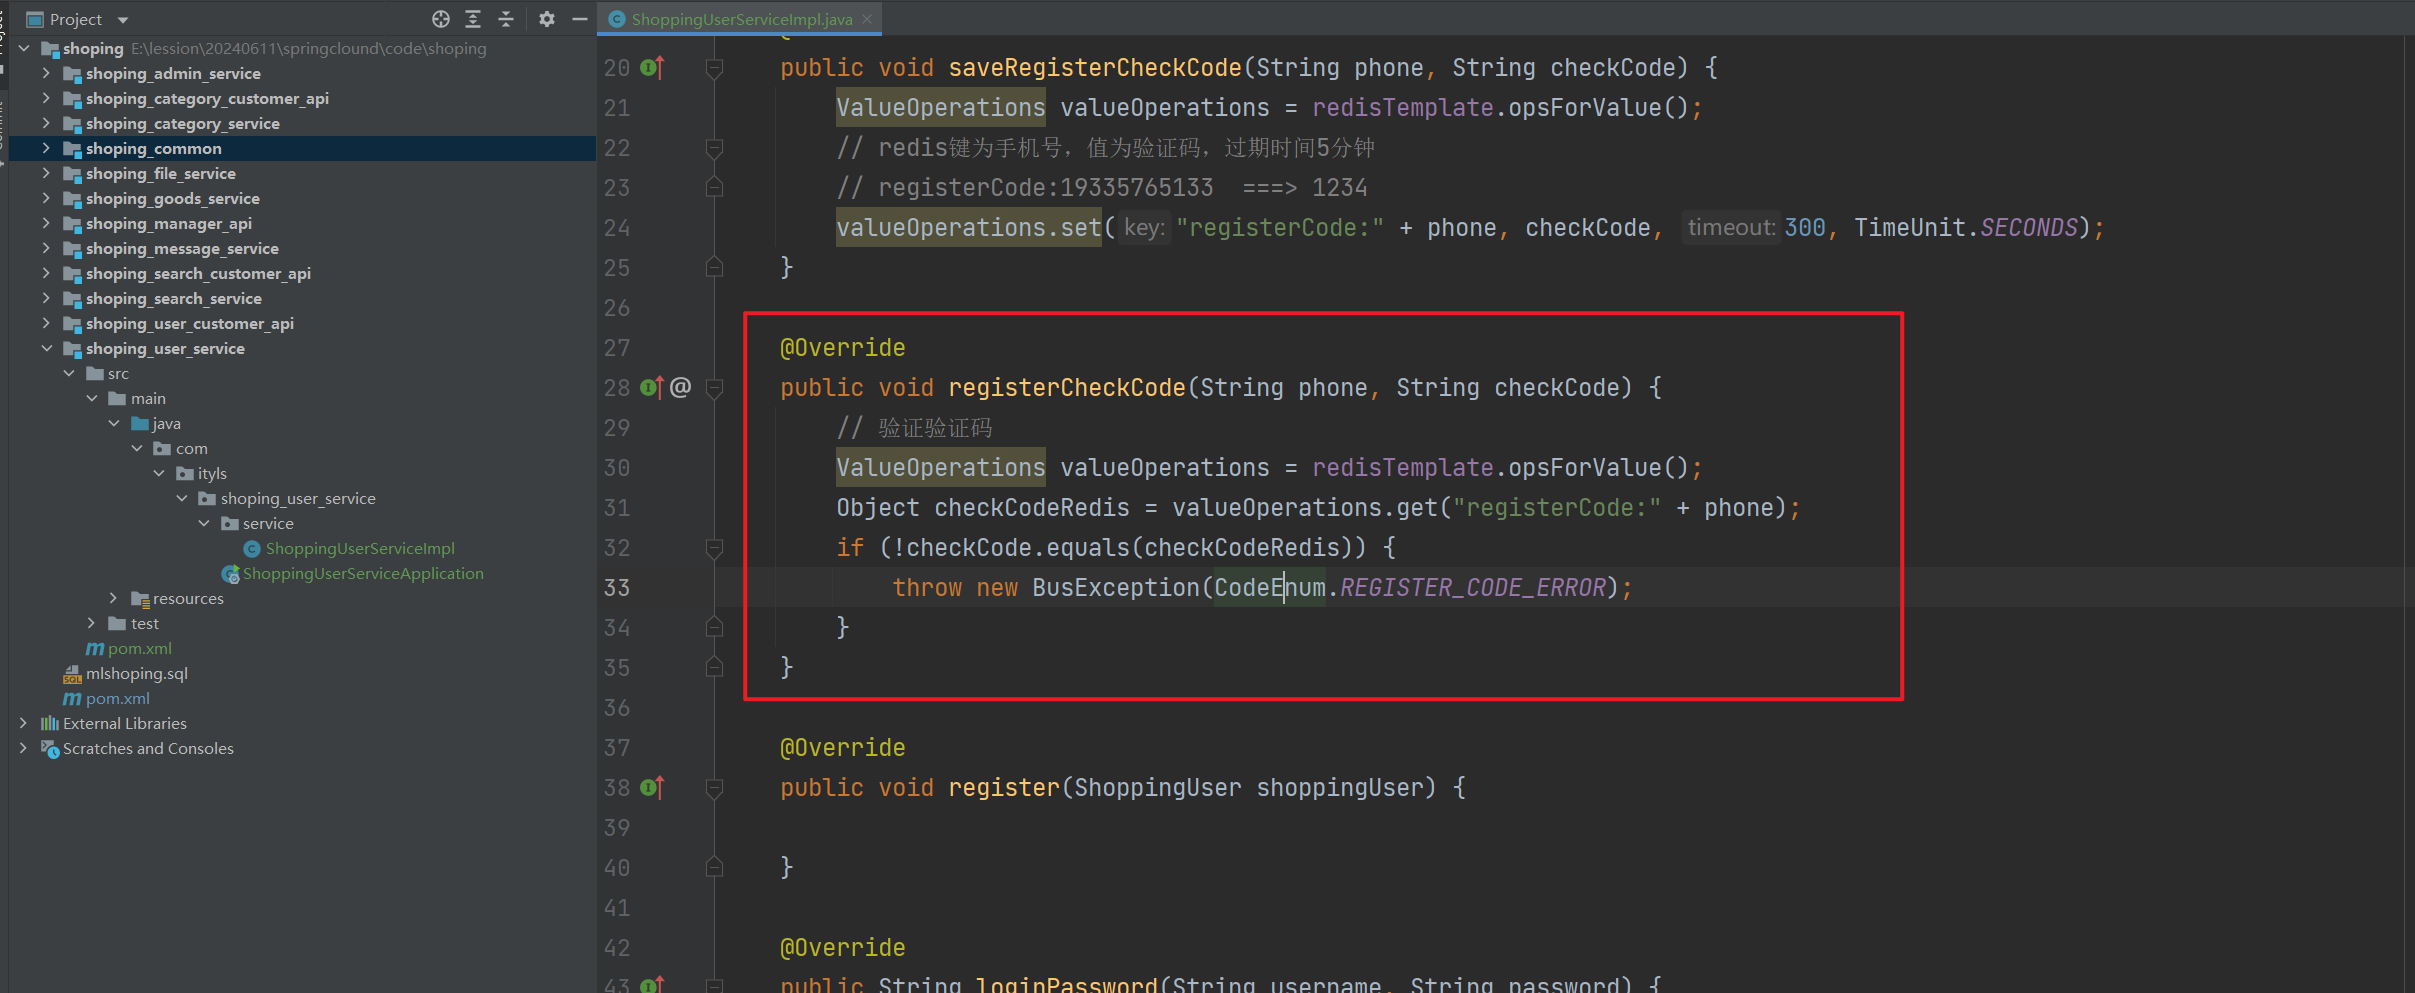 Project
shoping E:\lession\20240611\springclound\code\shoping
shoping_admin_service
shoping_category_customer_api
shoping_category_service
shoping_common
shoping_file_service
shoping_goods_service
shoping_manager_api
shoping_message_service
shoping_search_customer_api
shoping_search_service
shoping_user_customer_api
shoping_user_service
src
main
java
com
ityls
shoping_user_service
service
ShoppingUserServiceImpl
ShoppingUserServiceApplication
resources
test
pom.xml
mlshoping.sql
pom.xml
External Libraries
Scratches and Consoles
ShoppingUserServiceImpl.java
20 public void saveRegisterCheckCode(String phone, String checkCode) {
21 ValueOperations valueOperations = redisTemplate.opsForValue();
22 // redis键为手机号，值为验证码，过期时间5分钟
23 // registerCode:19335765133 ===> 1234
24 valueOperations.set( key: "registerCode:" + phone, checkCode, timeout: 300, TimeUnit.SECONDS);
25 }
26
27 @Override
28 @ public void registerCheckCode(String phone, String checkCode) {
29 // 验证验证码
30 ValueOperations valueOperations = redisTemplate.opsForValue();
31 Object checkCodeRedis = valueOperations.get("registerCode:" + phone);
32 if (!checkCode.equals(checkCodeRedis)) {
33 throw new BusException(CodeEnum.REGISTER_CODE_ERROR);
34 }
35 }
36
37 @Override
38 public void register(ShoppingUser shoppingUser) {
39
40 }
41
42 @Override
43 public String loginPassword(String username, String password) {